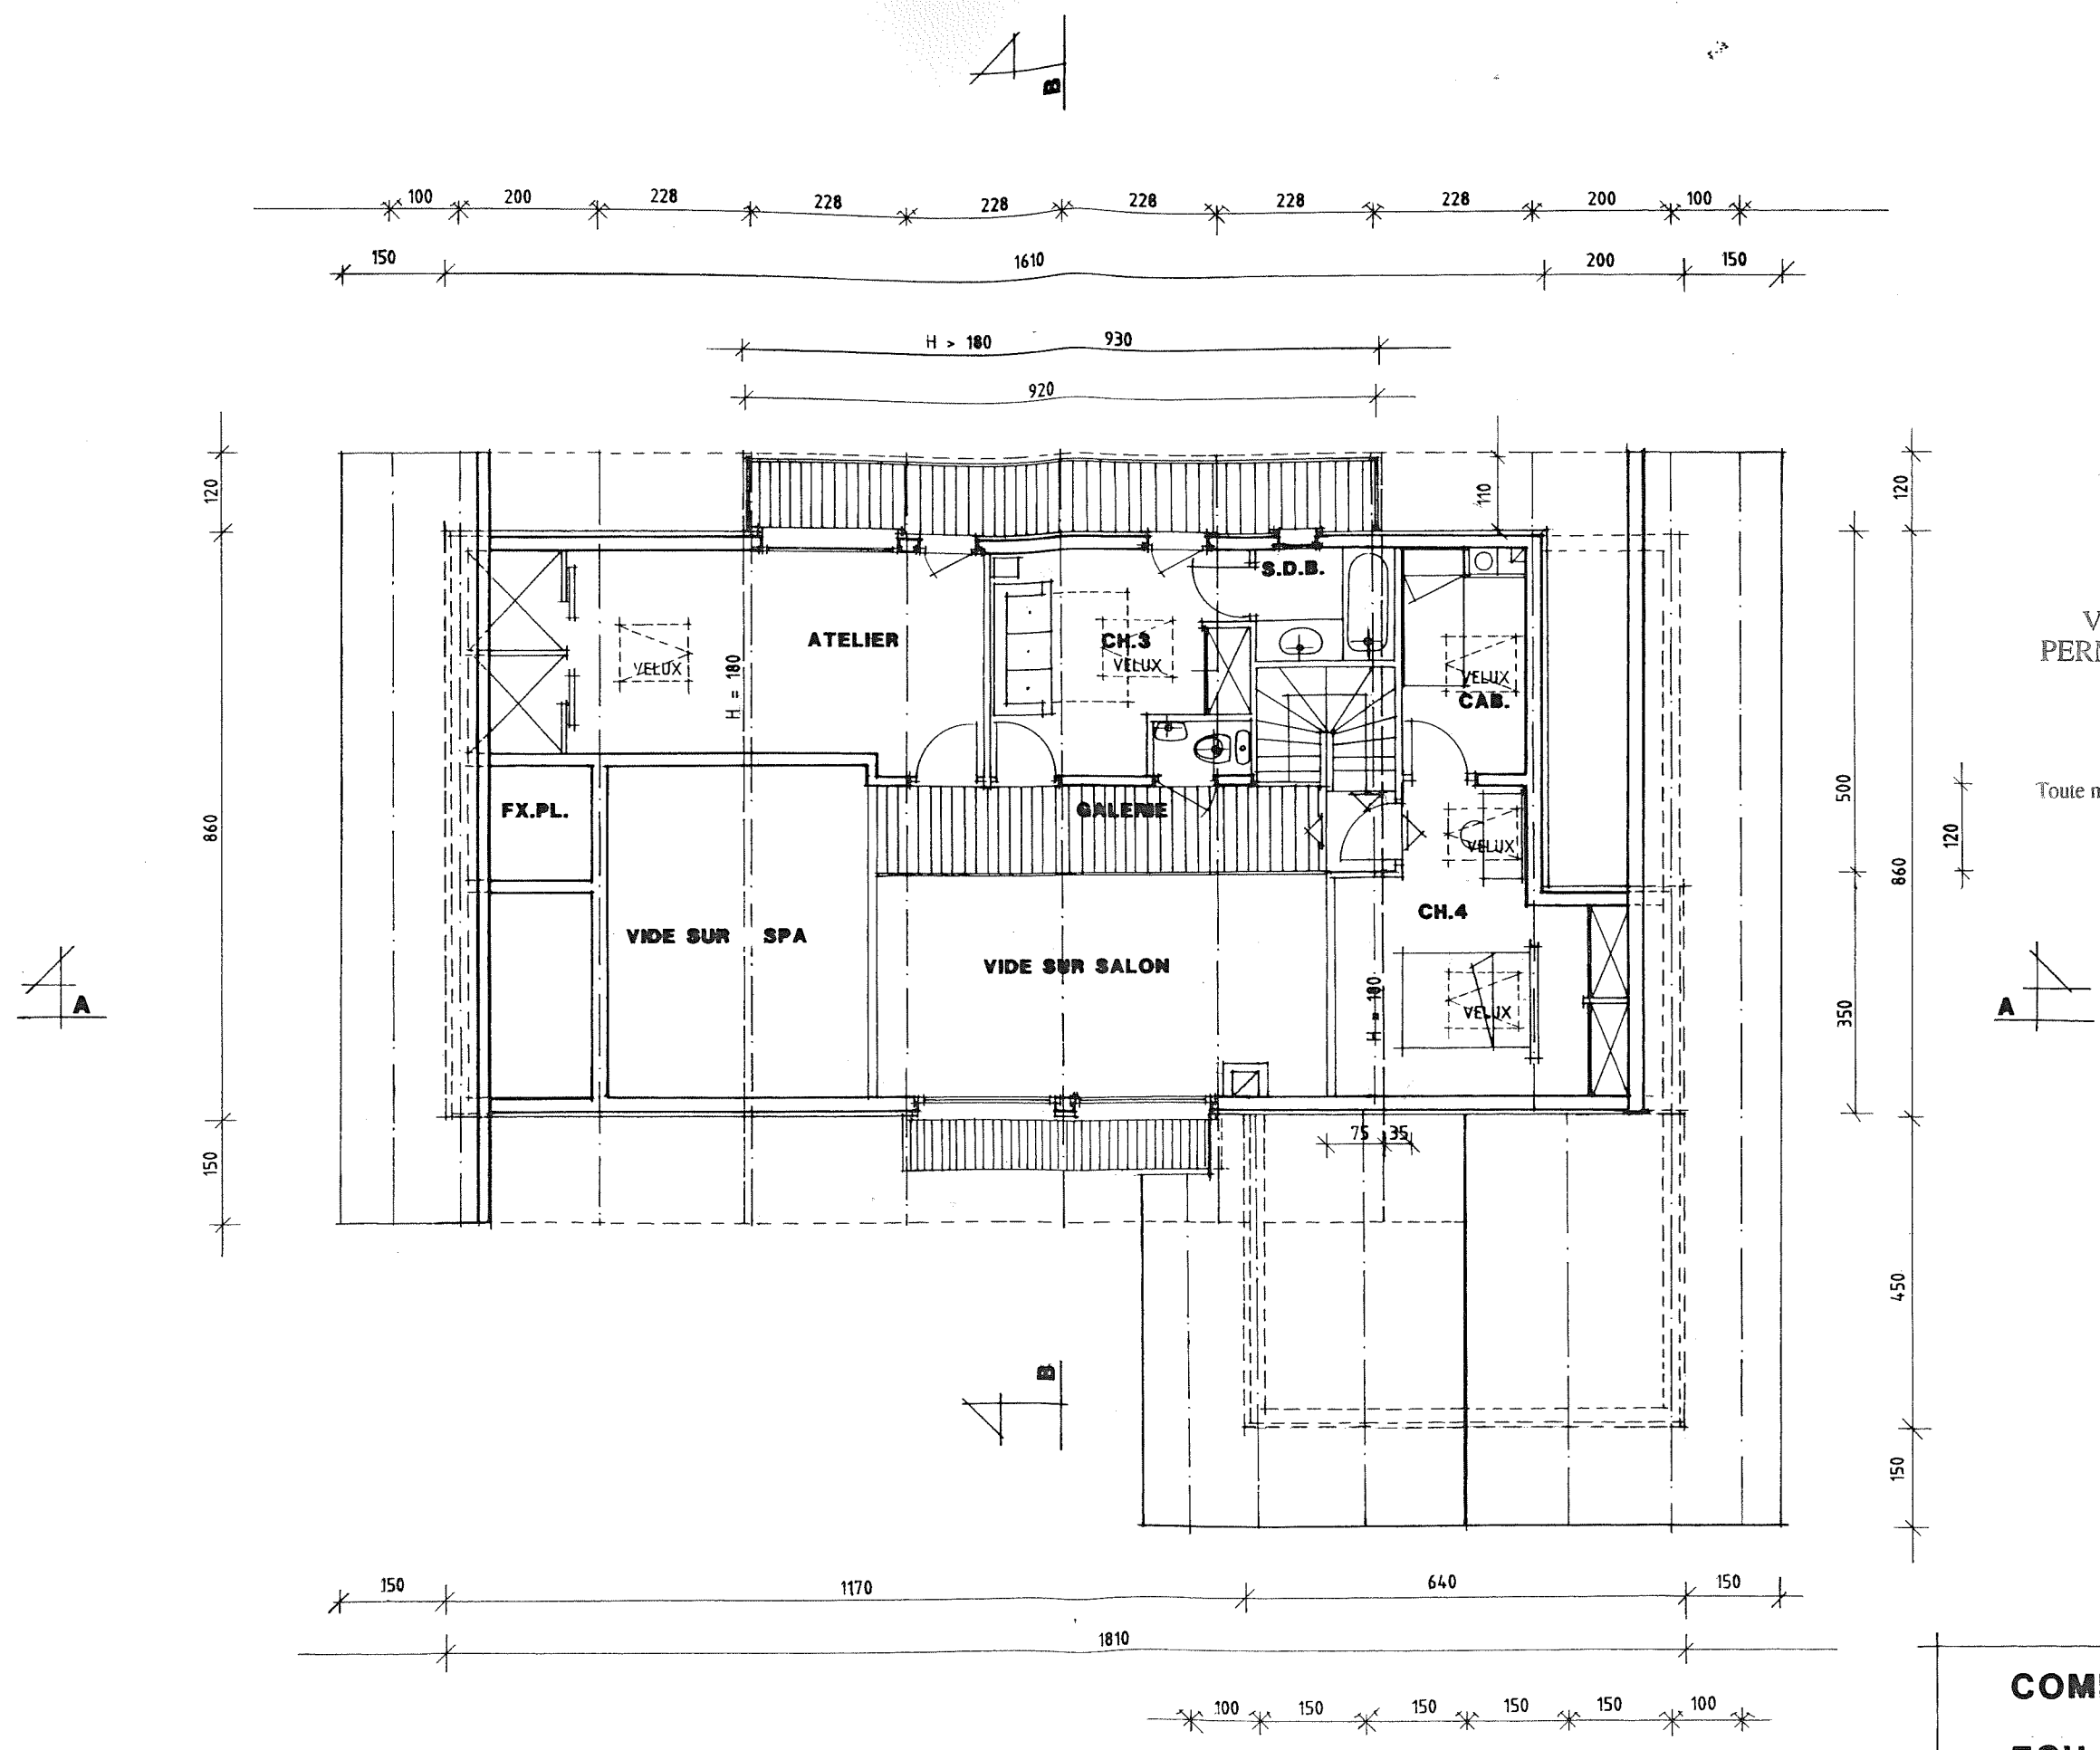 B
100 200 228 228 228 228 228 228 200 100
150 1610 200 150
H > 180 930
920
120
110
120
S.D.B.
V
ATELIER
CH.3
PERM
VELUX
VELUX
VELUX
H = 180
CAB.
500
Toute m
FX.PL.
GALERIE
860
120
VELUX
860
CH.4
VIDE SUR SPA
VIDE SUR SALON
A
A
H = 180
VELUX
350
75 35
150
450
B
150
150 1170 640 150
1810
COM
100 150 150 150 150 100